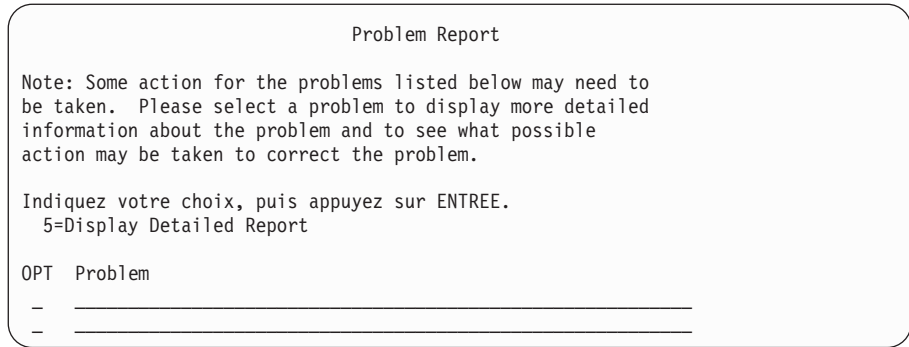 Problem Report
Note: Some action for the problems listed below may need to
be taken.  Please select a problem to display more detailed
information about the problem and to see what possible
action may be taken to correct the problem.
Indiquez votre choix, puis appuyez sur ENTREE.
5=Display Detailed Report
OPT  Problem